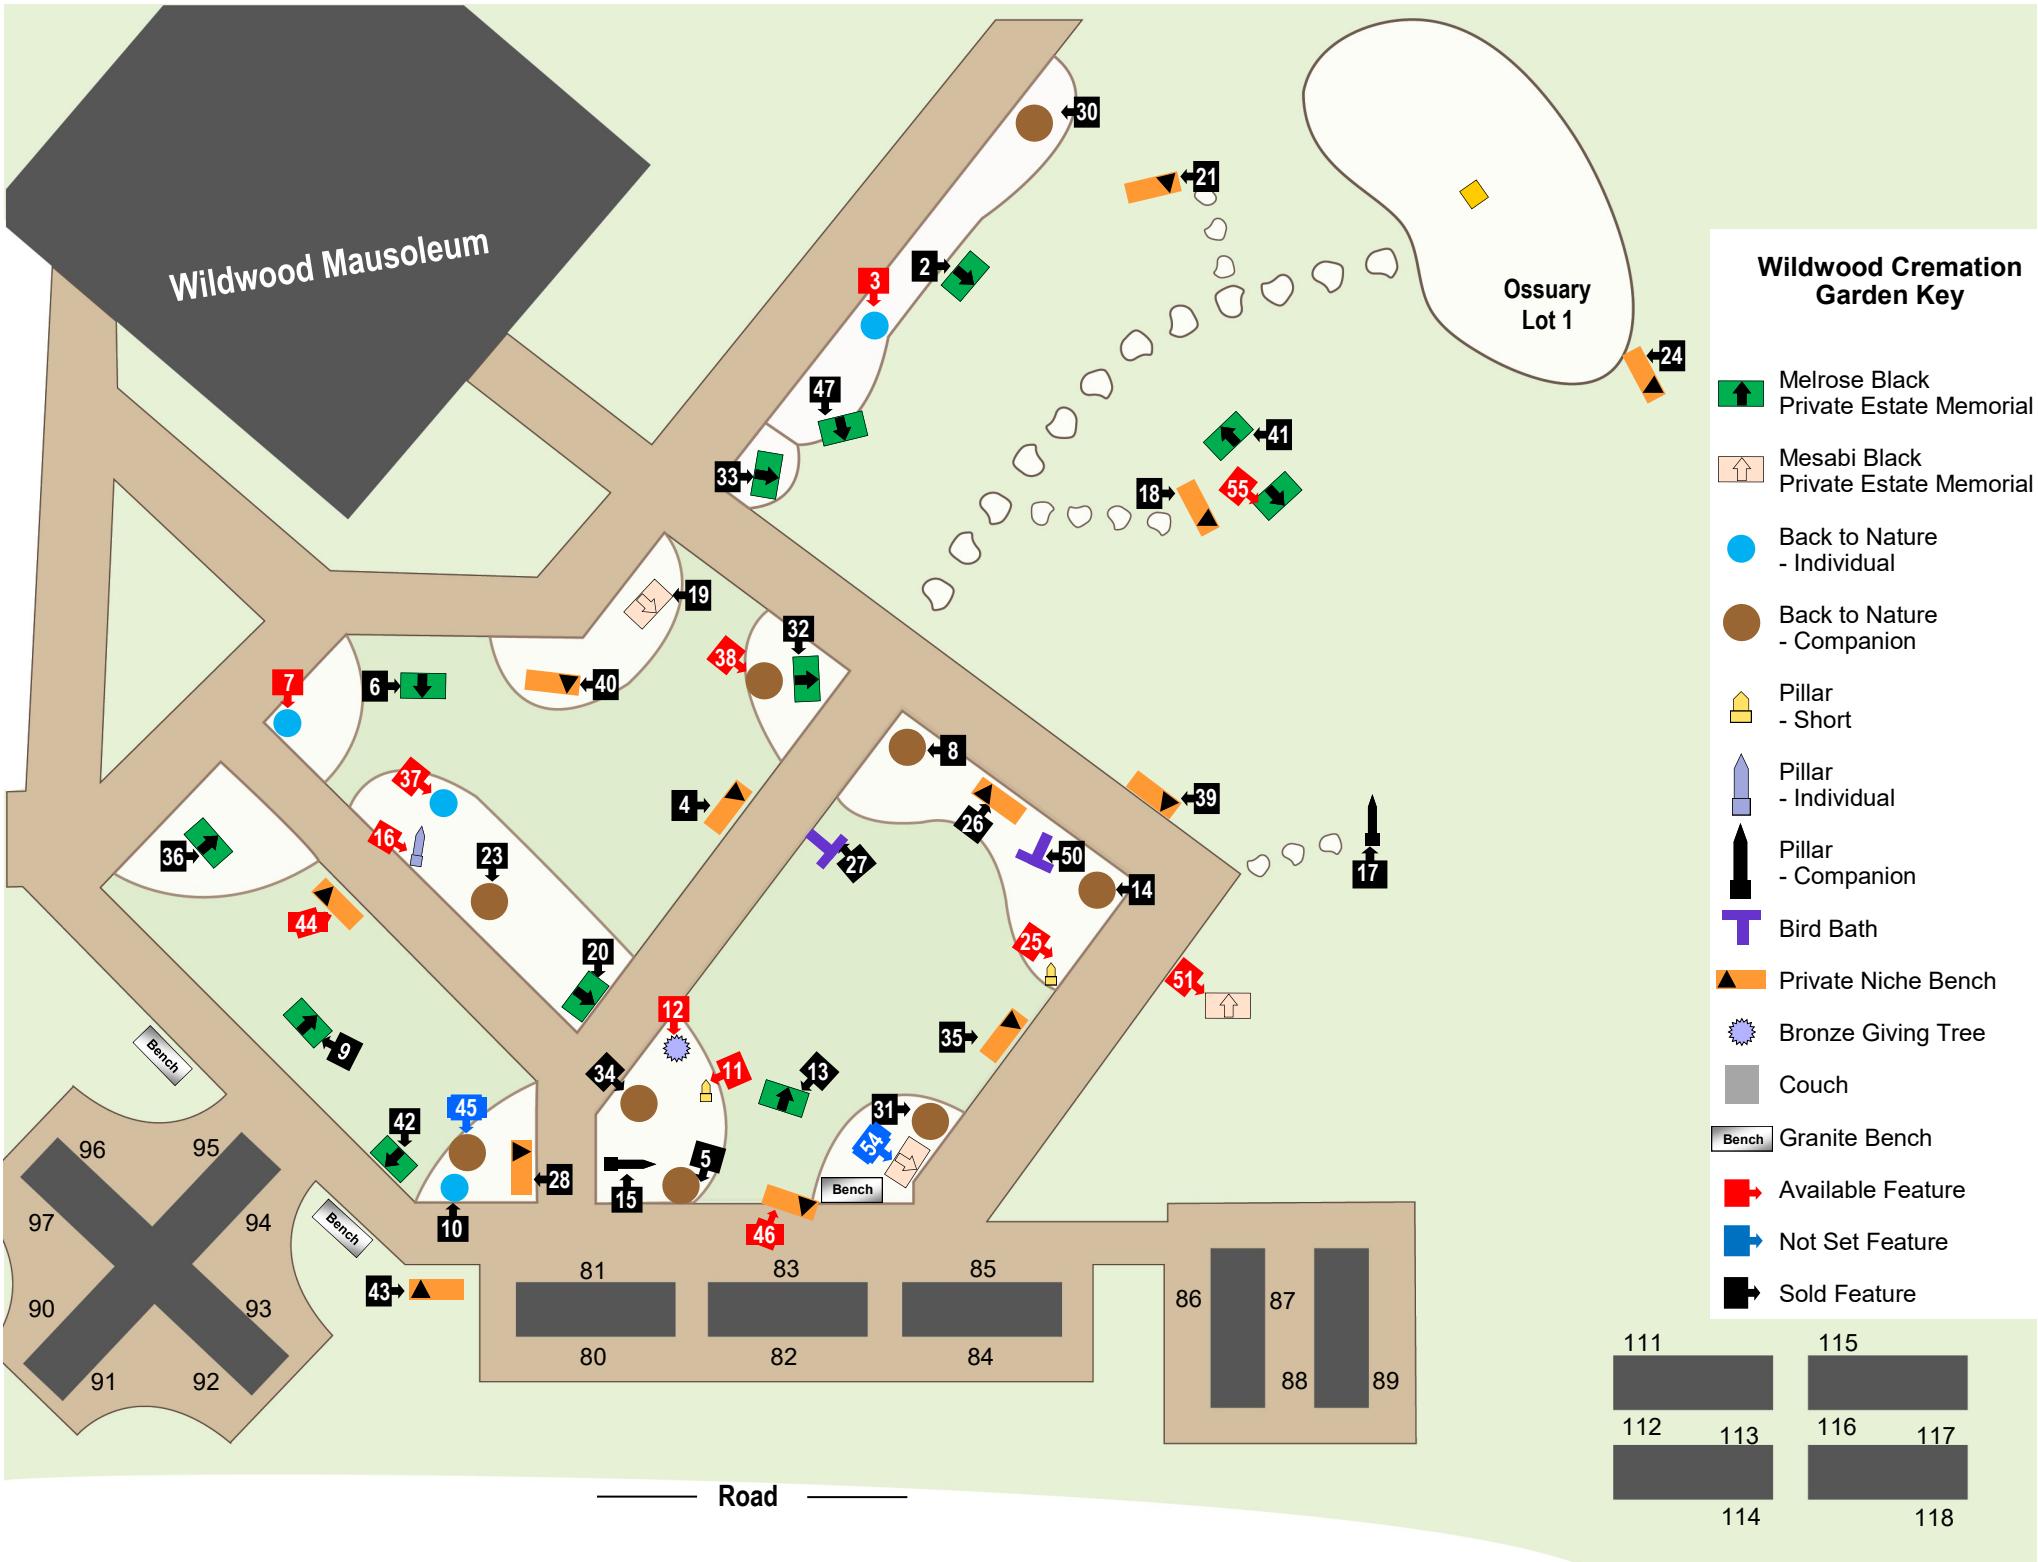 30
21
Wildwood Mausoleum
2
3
Ossuary
Lot 1
24
47
41
33
18
55
19
32
38
7
6
40
8
37
4
39
26
16
23
27
50
36
17
14
44
25
20
51
12
35
9
Bench
34
11
13
45
31
42
54
5
28
Bench
15
10
Bench
46
96
95
97
94
90
93
91
92
43
81
83
85
80
82
84
86
87
88
89
Road
Wildwood Cremation
Garden Key
Melrose Black
Private Estate Memorial
Mesabi Black
Private Estate Memorial
Back to Nature
- Individual
Back to Nature
- Companion
Pillar
- Short
Pillar
- Individual
Pillar
- Companion
Bird Bath
Private Niche Bench
Bronze Giving Tree
Couch
Bench Granite Bench
Available Feature
Not Set Feature
Sold Feature
111
115
112
113
116
117
114
118